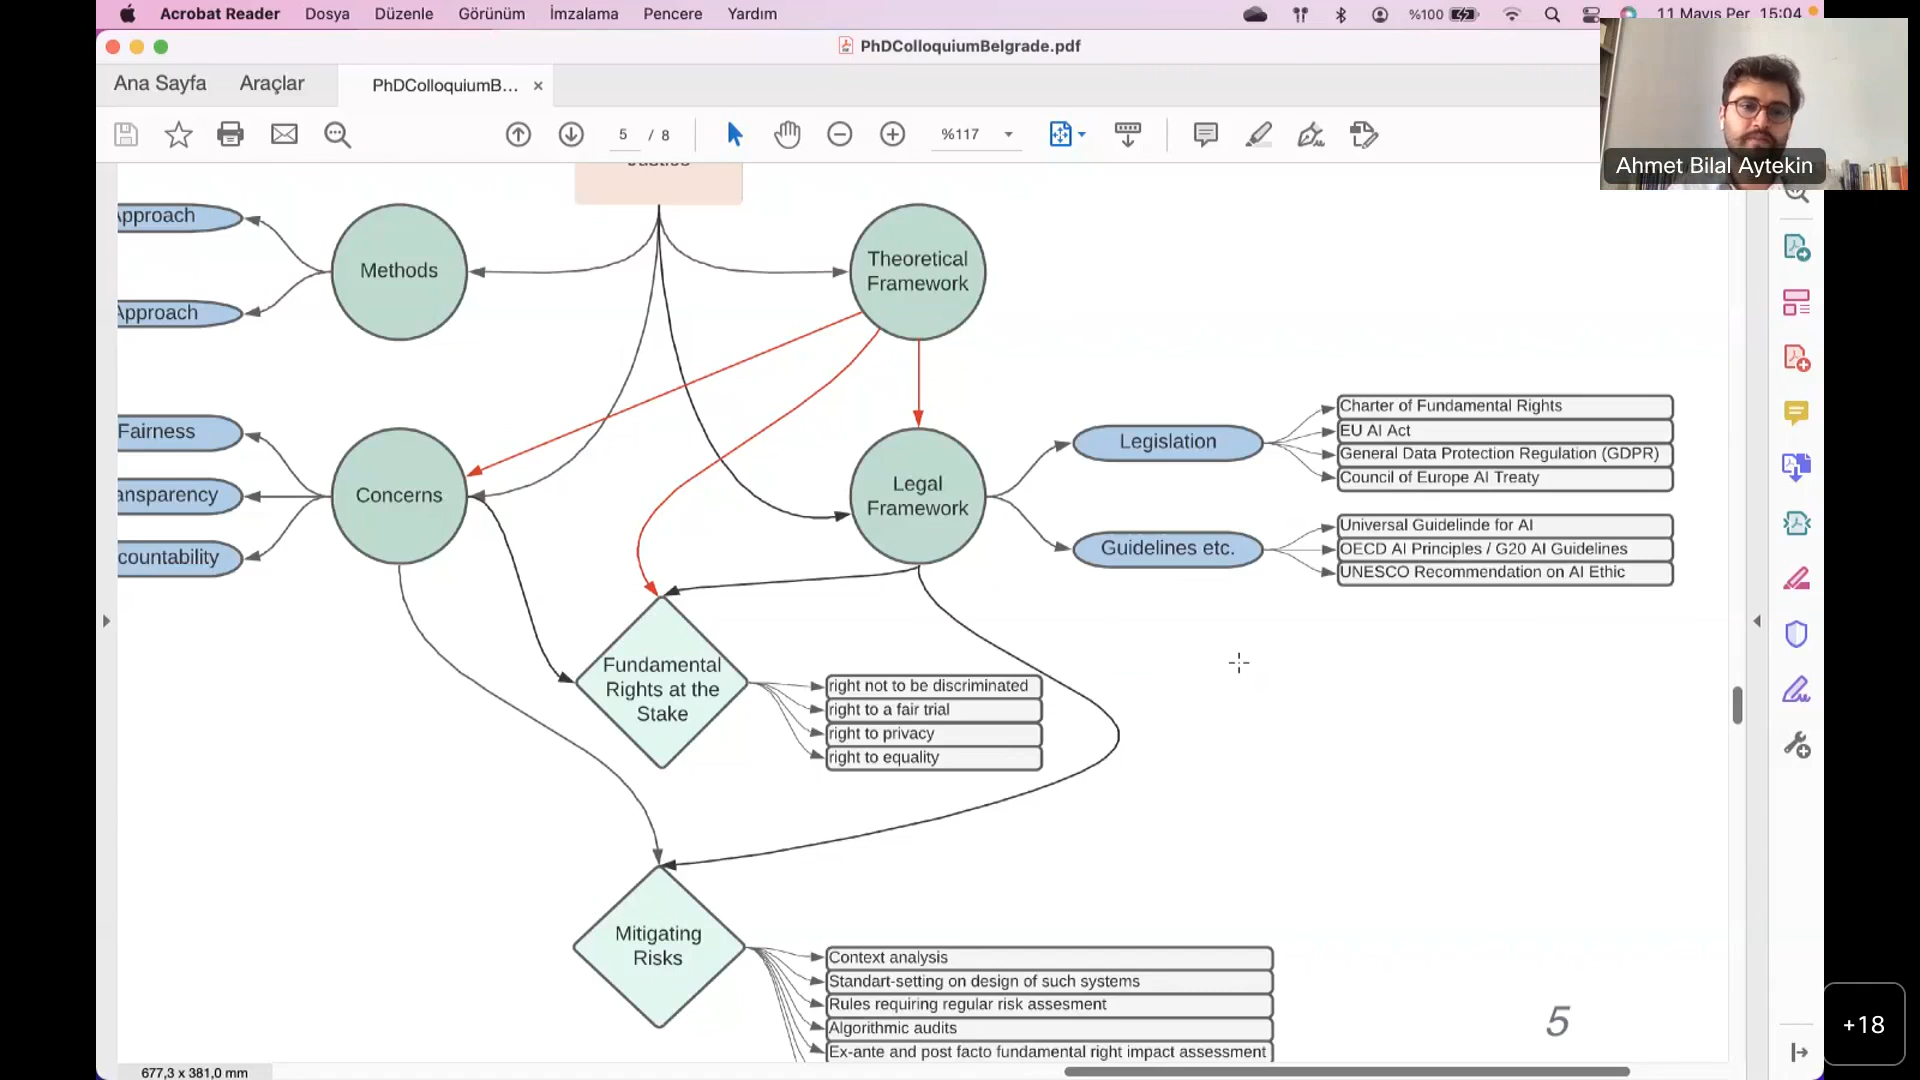 Acrobat Reader Dosya Düzenle Görünüm İmzalama Pencere Yardım %100 11 Mayıs Per 15:04
PhDColloquiumBelgrade.pdf
Ana Sayfa Araçlar PhDColloquiumB... ×
5 / 8 %117
Ahmet Bilal Aytekin
Justice
Approach
Methods
Approach
Theoretical
Framework
Fairness
ansparency
countability
Concerns
Legal
Framework
Legislation
Charter of Fundamental Rights
EU AI Act
General Data Protection Regulation (GDPR)
Council of Europe AI Treaty
Guidelines etc.
Universal Guidelinde for AI
OECD AI Principles / G20 AI Guidelines
UNESCO Recommendation on AI Ethic
Fundamental
Rights at the
Stake
right not to be discriminated
right to a fair trial
right to privacy
right to equality
Mitigating
Risks
Context analysis
Standart-setting on design of such systems
Rules requiring regular risk assesment
Algorithmic audits
Ex-ante and post facto fundamental right impact assessment
5
+18
677,3 x 381,0 mm